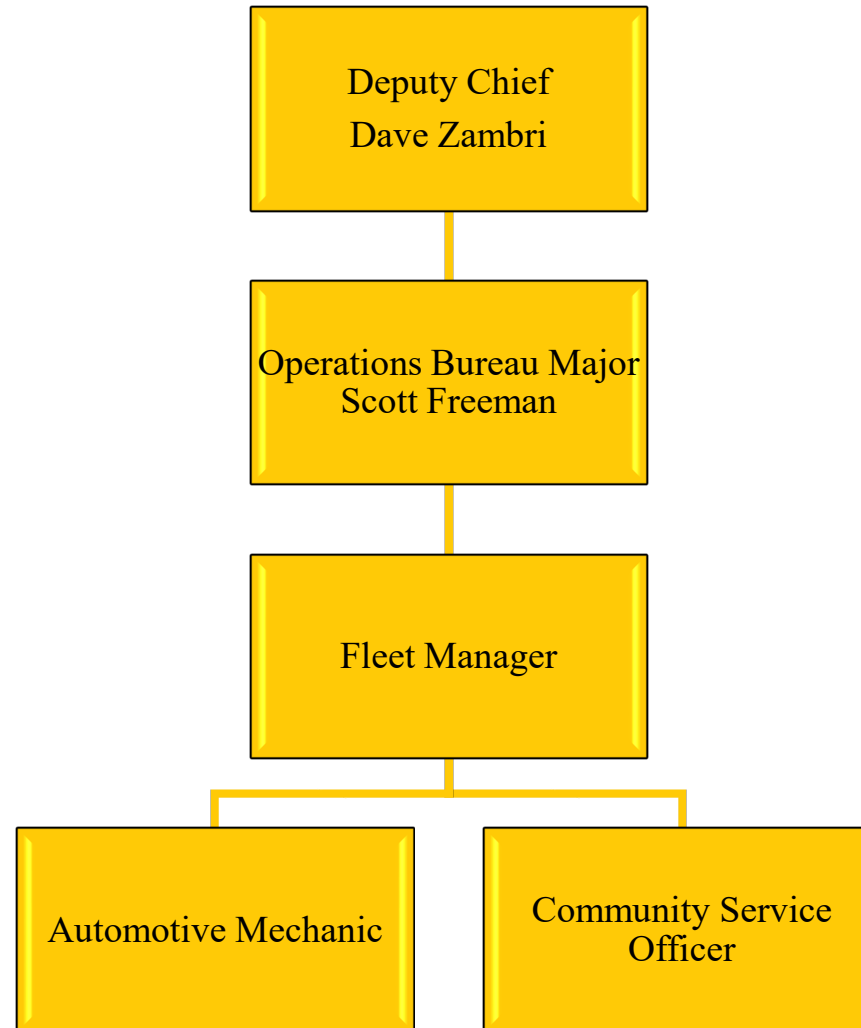 Deputy Chief
Dave Zambri
Operations Bureau Major
Scott Freeman
Fleet Manager
Automotive Mechanic
Community Service
Officer